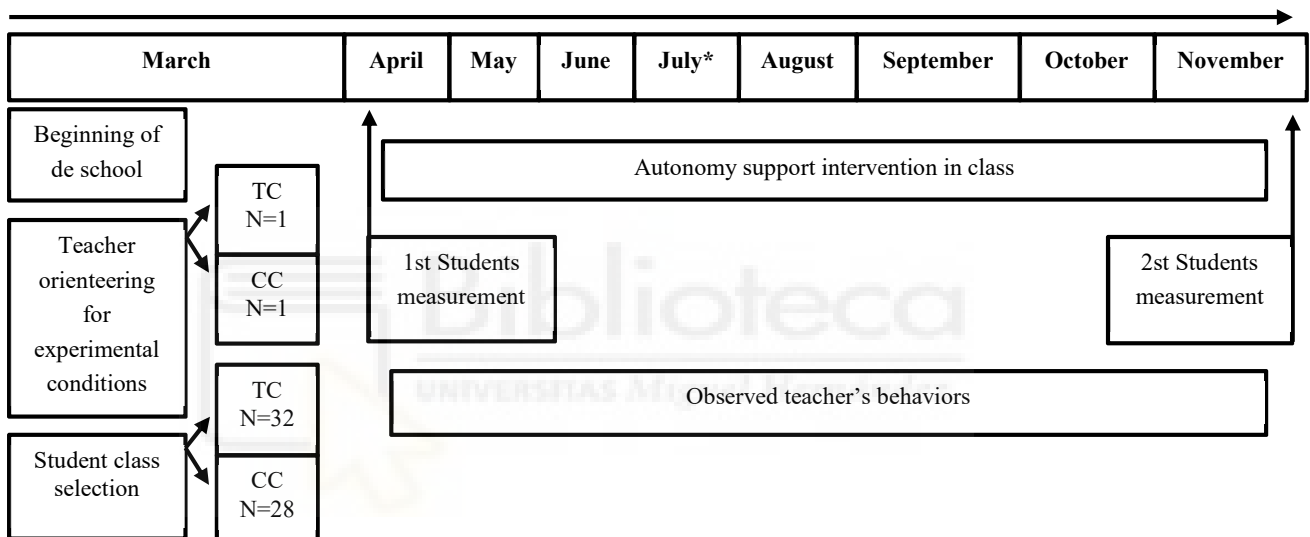 March April May June July* August September October November
Beginning of
de school
Teacher
orienteering
for
experimental
conditions
Student class
selection
TC
N=1
CC
N=1
TC
N=32
CC
N=28
Autonomy support intervention in class
1st Students
measurement
2st Students
measurement
Observed teacher’s behaviors
Biblioteca
UNIVERSITAS Miguel Hernández